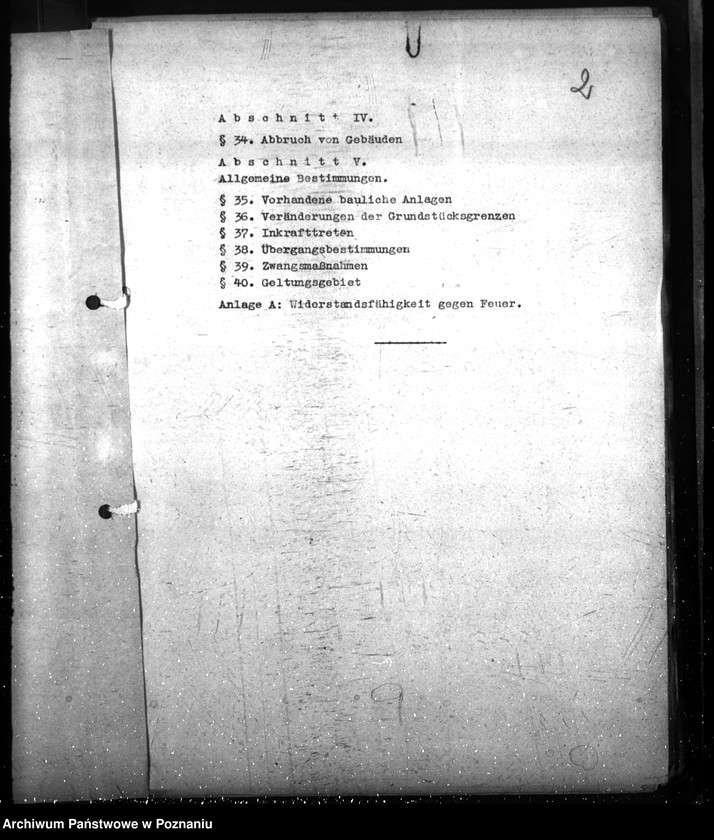 2
A b s c h n i t t IV.
§ 34. Abbruch von Gebäuden
A b s c h n i t t V.
Allgemeine Bestimmungen.
§ 35. Vorhandene bauliche Anlagen
§ 36. Veränderungen der Grundstücksgrenzen
§ 37. Inkrafttreten
§ 38. Übergangsbestimmungen
§ 39. Zwangsmaßnahmen
§ 40. Geltungsgebiet
Anlage A: Widerstandsfähigkeit gegen Feuer.
Archiwum Państwowe w Poznaniu